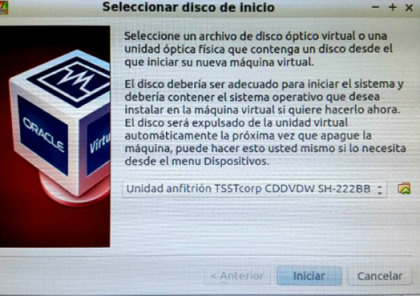 Seleccionar disco de inicio
Seleccione un archivo de disco óptico virtual o una
unidad óptica física que contenga un disco desde el
que iniciar su nueva máquina virtual.
El disco debería ser adecuado para iniciar el sistema y
debería contener el sistema operativo que desea
instalar en la máquina virtual si quiere hacerlo ahora.
El disco será expulsado de la unidad virtual
automáticamente la próxima vez que apague la
máquina, puede hacer esto usted mismo si lo necesita
desde el menu Dispositivos.
ORACLE
Virtu
Unidad anfitrión TSSTcorp CDDVDW SH-222BB
< Anterior
Iniciar
Cancelar